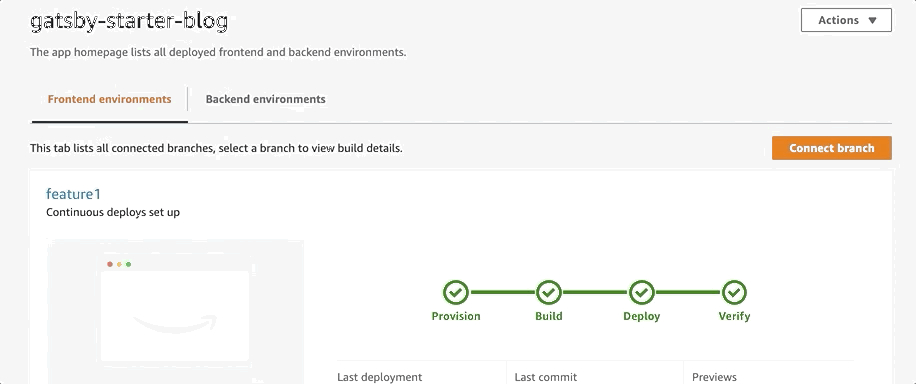 gatsby-starter-blog
Actions
The app homepage lists all deployed frontend and backend environments.
Frontend environments
Backend environments
This tab lists all connected branches, select a branch to view build details.
Connect branch
feature1
Continuous deploys set up
Provision
Build
Deploy
Verify
Last deployment
Last commit
Previews